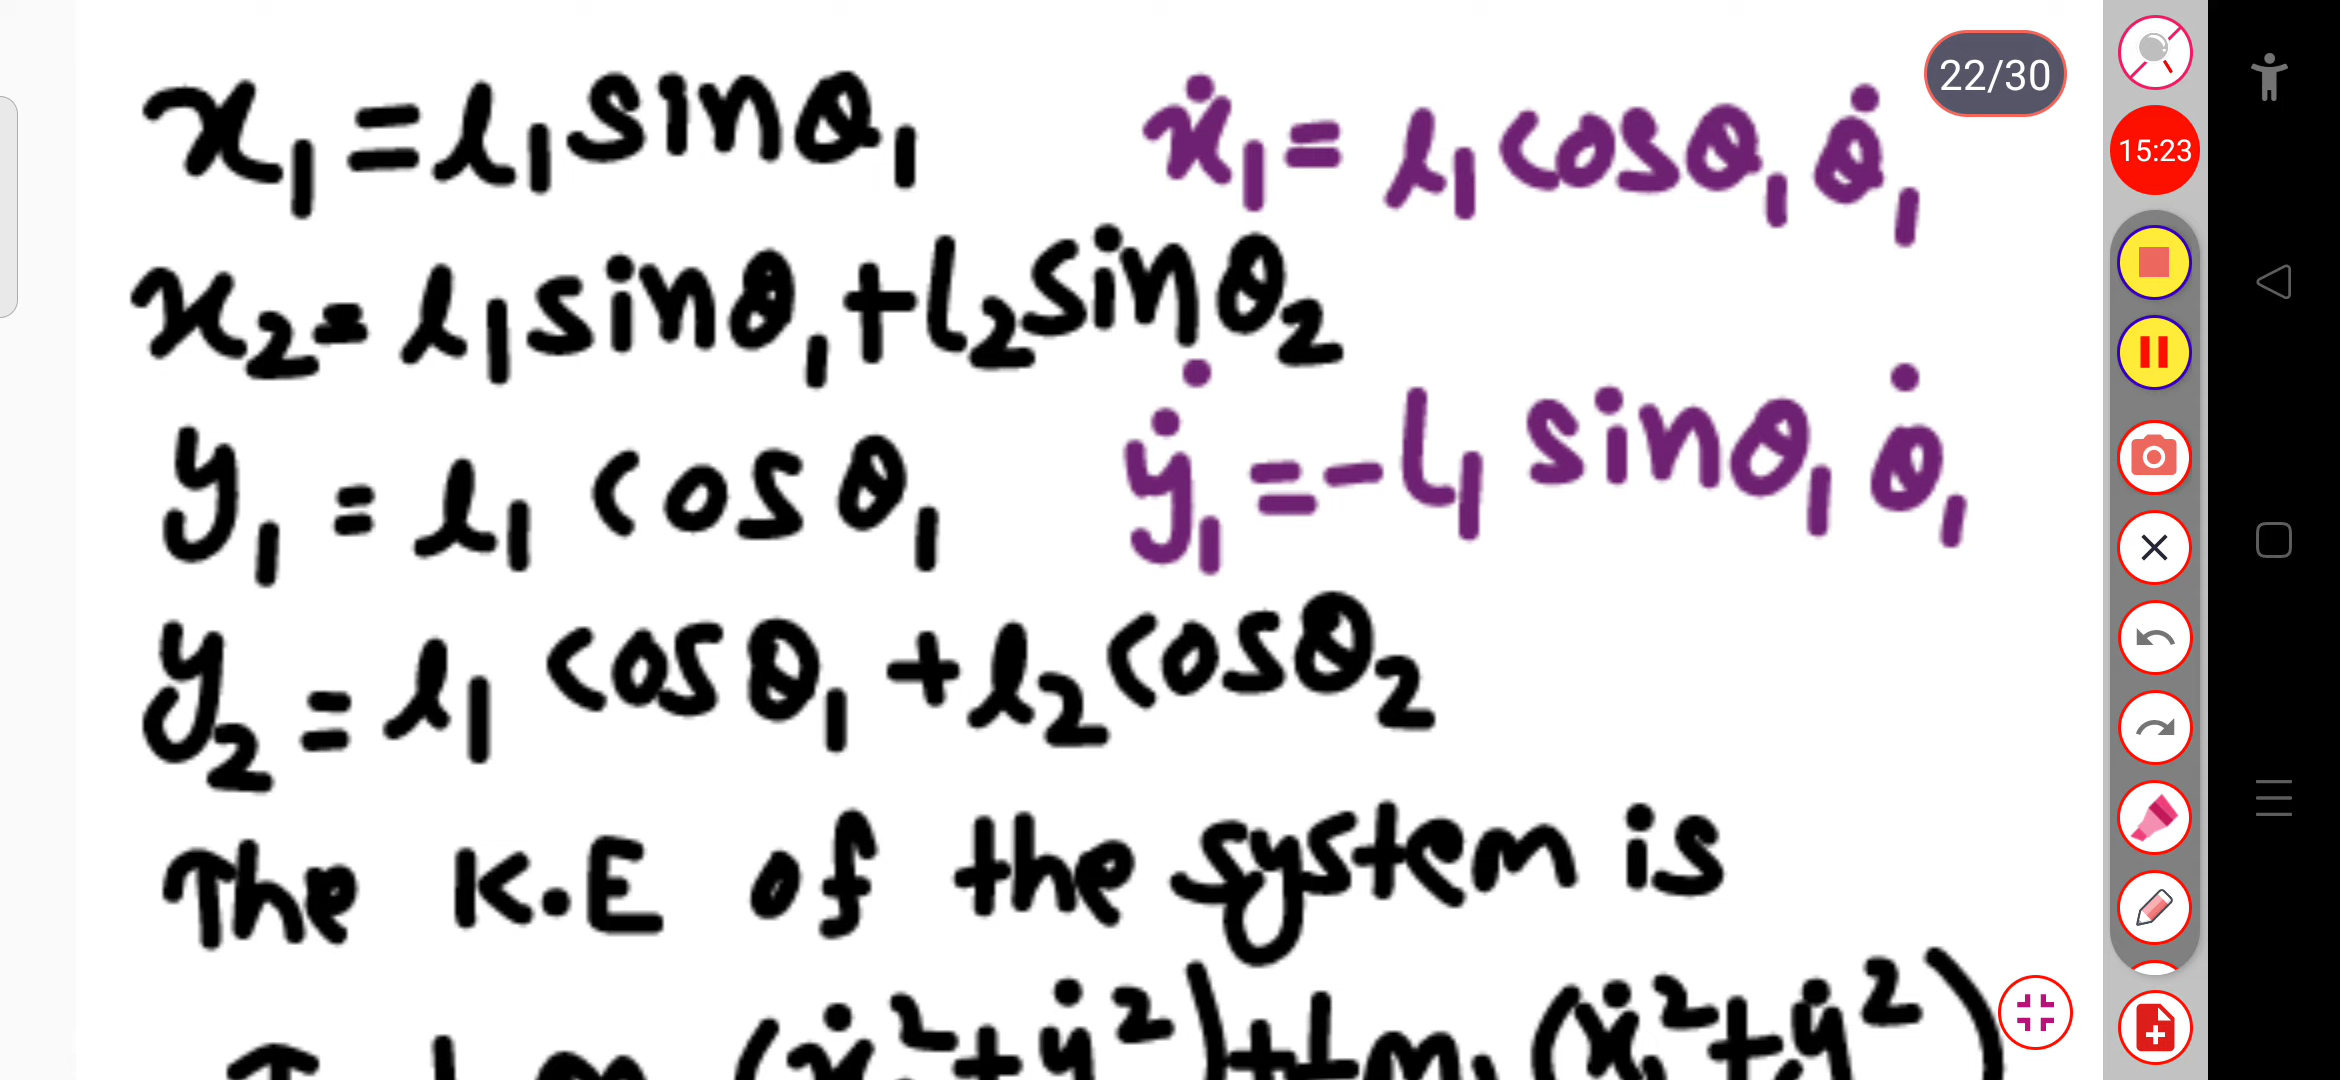 x₁ = l₁ sinθ₁ ẋ₁ = l₁ cosθ₁ θ̇₁
x₂ = l₁ sinθ₁ + l₂ sinθ₂
y₁ = l₁ cosθ₁ ẏ₁ = -l₁ sinθ₁ θ̇₁
y₂ = l₁ cosθ₁ + l₂ cosθ₂
The K.E of the system is
22/30
15:23